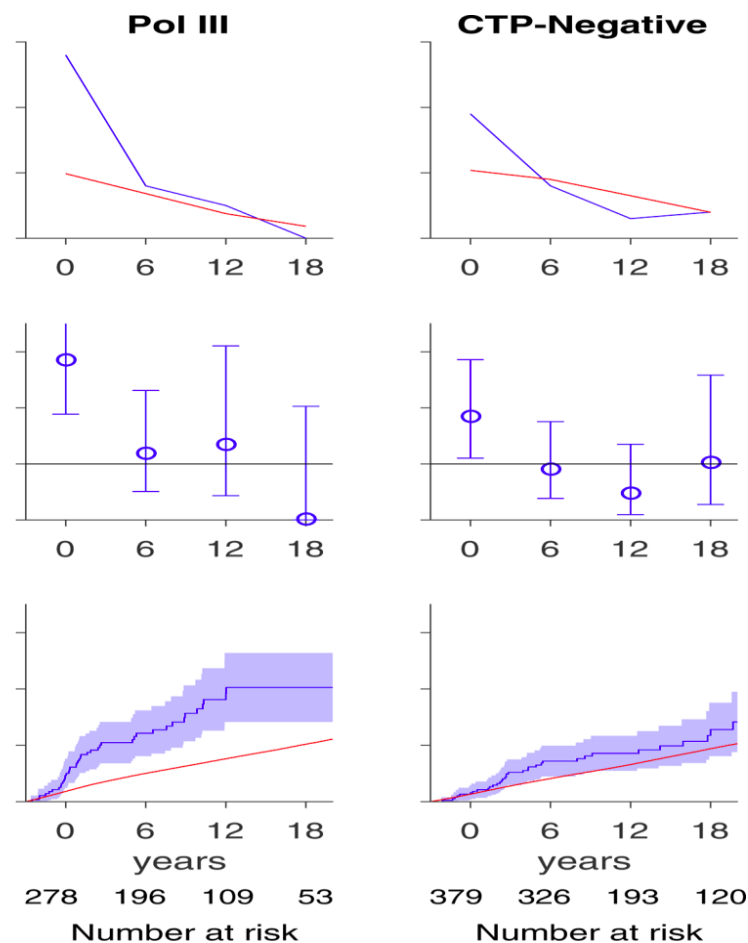 Pol III CTP-Negative
0 6 12 18 0 6 12 18
0 6 12 18 0 6 12 18
0 6 12 18 0 6 12 18
years years
278 196 109 53 379 326 193 120
Number at risk Number at risk